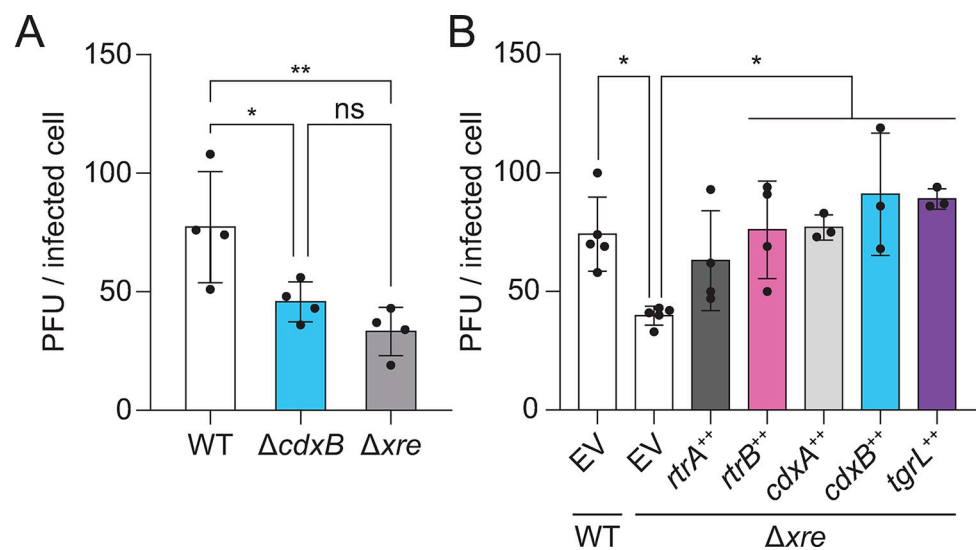 A
PFU / infected cell
150
100
50
0
**
*
ns
WT
ΔcdxB
Δxre
B
PFU / infected cell
150
100
50
0
*
*
EV
EV
rtrA++
rtrB++
cdxA++
cdxB++
tgrL++
WT
Δxre